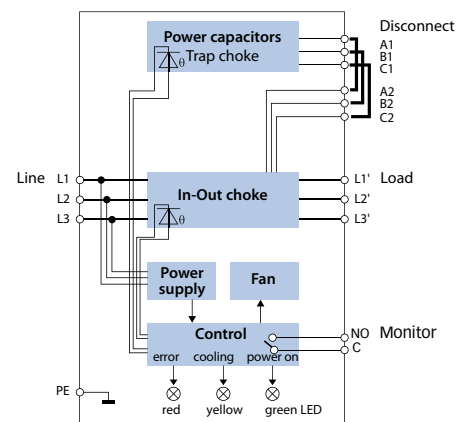 Disconnect
Power capacitors
Trap choke
θ
A1
B1
C1
A2
B2
C2
Line
L1
L2
L3
In-Out choke
θ
L1'
L2'
L3'
Load
Power
supply
Fan
Control
error
cooling
power on
NO
C
Monitor
PE
red
yellow
green LED